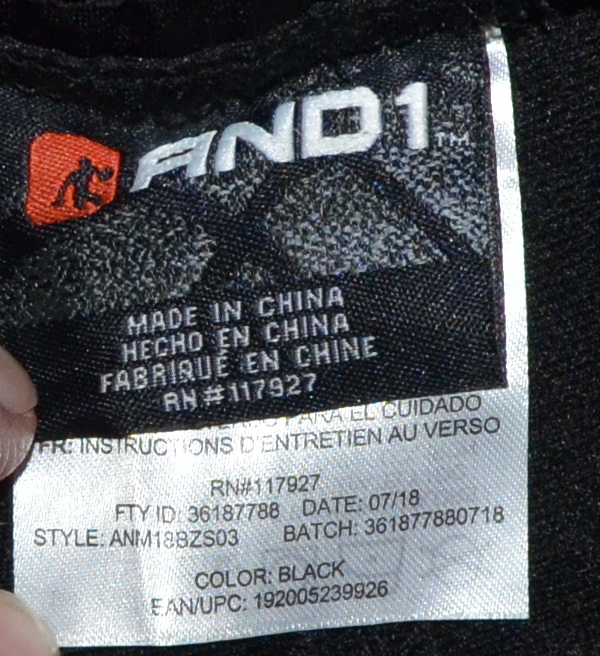 AND1™
MADE IN CHINA
HECHO EN CHINA
FABRIQUÉ EN CHINE
RN#117927
PARA EL CUIDADO
FR: INSTRUCTIONS D'ENTRETIEN AU VERSO
RN#117927
FTY ID: 36187788 DATE: 07/18
STYLE: ANM18BZS03 BATCH: 361877880718
COLOR: BLACK
EAN/UPC: 192005239926